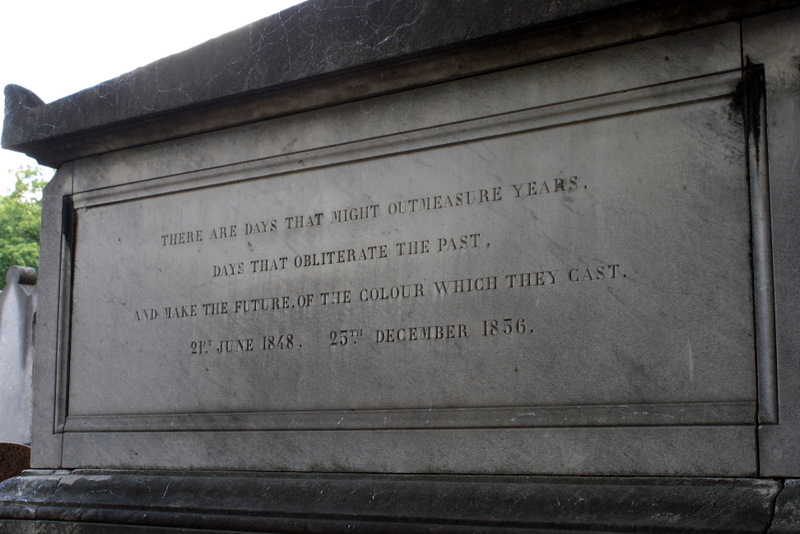 THERE ARE DAYS THAT MIGHT OUTMEASURE YEARS,
DAYS THAT OBLITERATE THE PAST,
AND MAKE THE FUTURE, OF THE COLOUR WHICH THEY CAST.
21ST JUNE 1848. 25TH DECEMBER 1856.